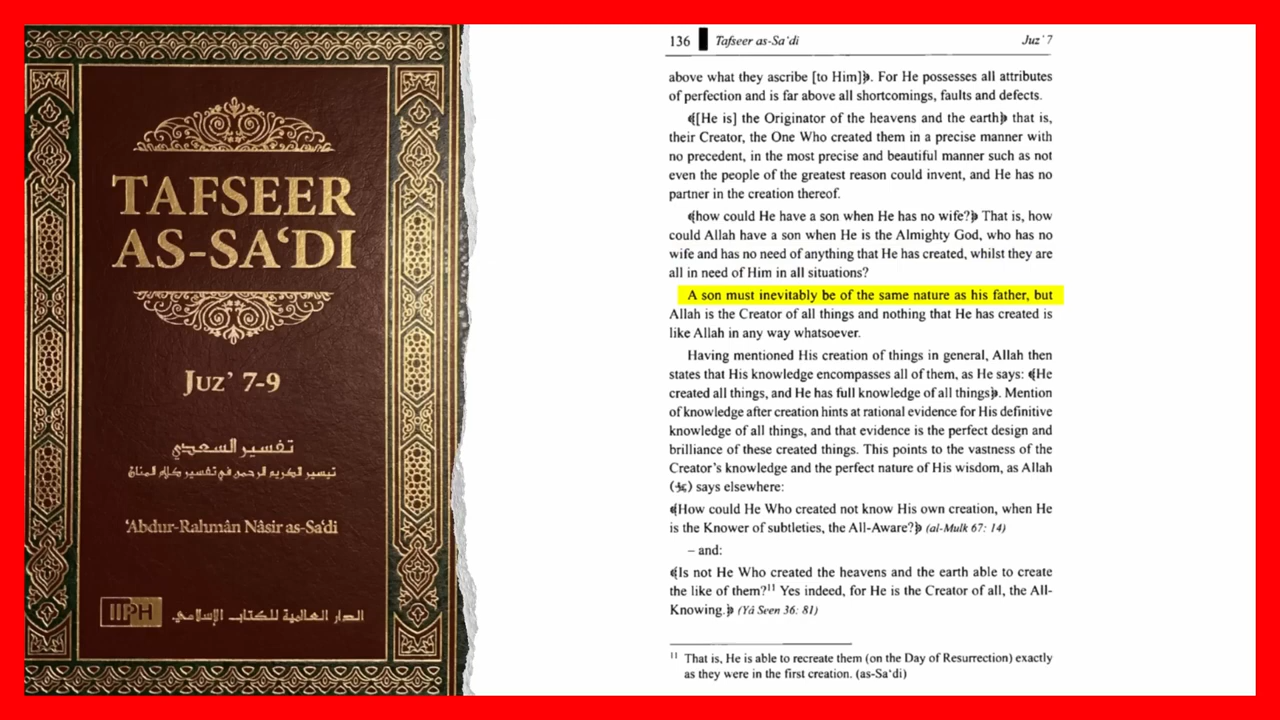 TAFSEER
AS-SA‘DI
JUZ’ 7-9
تفسير السعدي
تيسير الكريم الرحمن في تفسير كلام المنان
‘Abdur-Rahmân Nâsir as-Sa‘di
IIPH
الدار العالمية للكتاب الإسلامي
136 Tafseer as-Sa‘di Juz’ 7
above what they ascribe [to Him]﴿. For He possesses all attributes
of perfection and is far above all shortcomings, faults and defects.
﴾[He is] the Originator of the heavens and the earth﴿ that is,
their Creator, the One Who created them in a precise manner with
no precedent, in the most precise and beautiful manner such as not
even the people of the greatest reason could invent, and He has no
partner in the creation thereof.
﴾how could He have a son when He has no wife?﴿ That is, how
could Allah have a son when He is the Almighty God, who has no
wife and has no need of anything that He has created, whilst they are
all in need of Him in all situations?
A son must inevitably be of the same nature as his father, but
Allah is the Creator of all things and nothing that He has created is
like Allah in any way whatsoever.
Having mentioned His creation of things in general, Allah then
states that His knowledge encompasses all of them, as He says: ﴾He
created all things, and He has full knowledge of all things﴿. Mention
of knowledge after creation hints at rational evidence for His definitive
knowledge of all things, and that evidence is the perfect design and
brilliance of these created things. This points to the vastness of the
Creator’s knowledge and the perfect nature of His wisdom, as Allah
(ﷻ) says elsewhere:
﴾How could He Who created not know His own creation, when He
is the Knower of subtleties, the All-Aware?﴿ (al-Mulk 67: 14)
– and:
﴾Is not He Who created the heavens and the earth able to create
the like of them?¹¹ Yes indeed, for He is the Creator of all, the All-
Knowing.﴿ (Yâ Seen 36: 81)
¹¹ That is, He is able to recreate them (on the Day of Resurrection) exactly
as they were in the first creation. (as-Sa‘di)